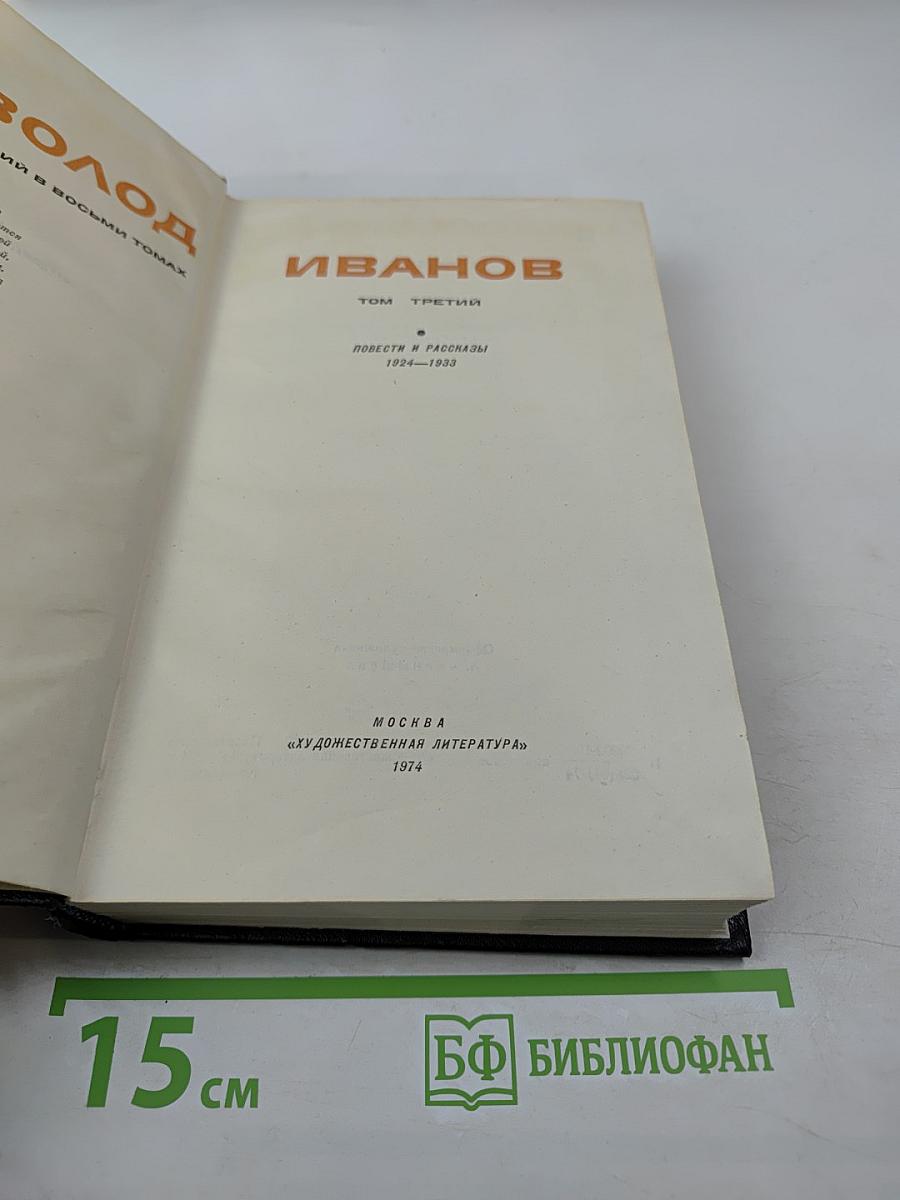 ВОЛОД
ИЙ В ВОСЬМИ ТОМАХ
ИВАНОВ
ТОМ ТРЕТИЙ
ПОВЕСТИ И РАССКАЗЫ
1924—1933
МОСКВА
«ХУДОЖЕСТВЕННАЯ ЛИТЕРАТУРА»
1974
15 см
БФ БИБЛИОФАН